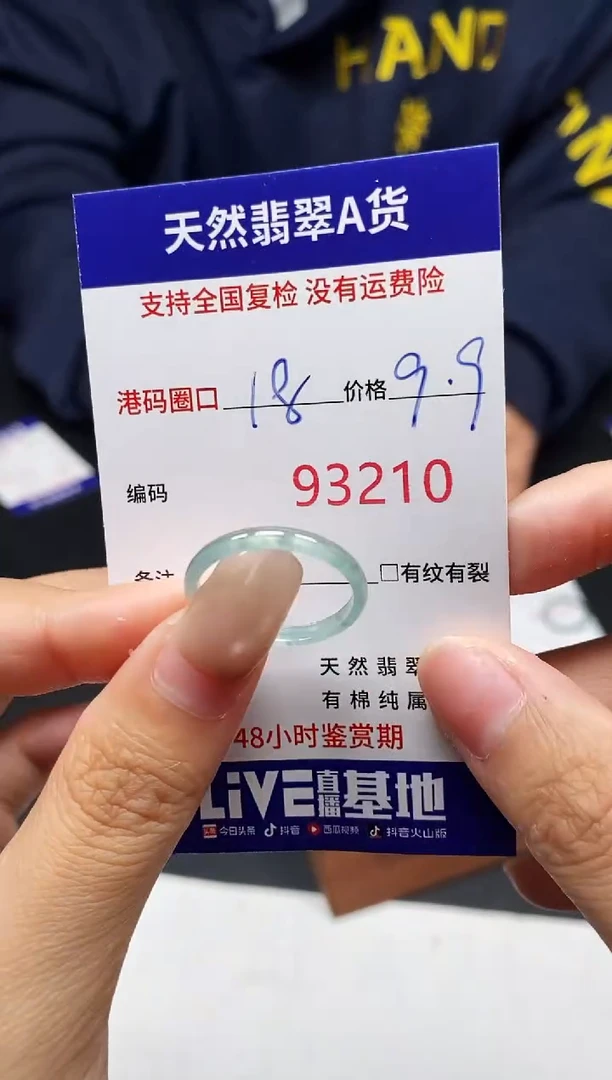 HAND
天然翡翠A货
支持全国复检 没有运费险
港码圈口 18 价格 9.9
编码 93210
备注 □有纹有裂
天然翡翠
有棉纯属
48小时鉴赏期
LiVE直播基地
今日头条 抖音 西瓜视频 抖音火山版